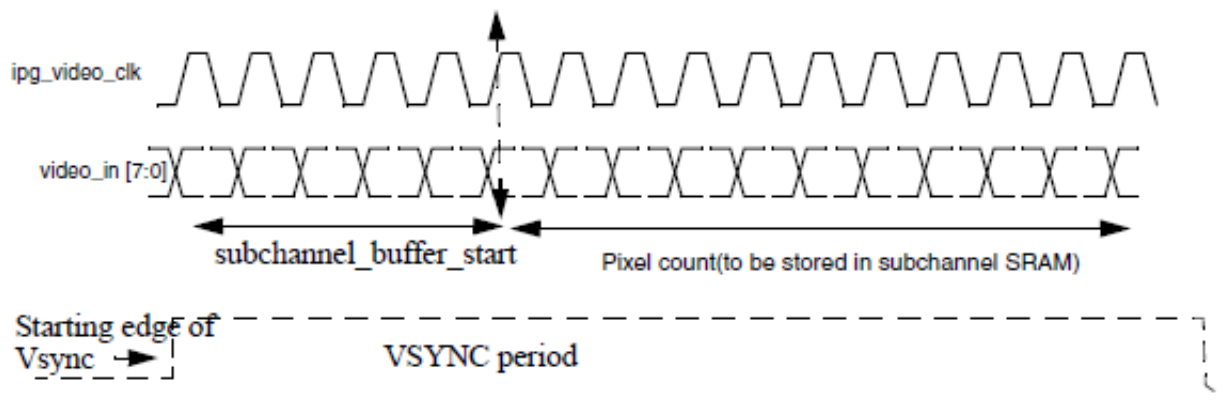 ipg_video_clk
video_in [7:0]
subchannel_buffer_start
Pixel count(to be stored in subchannel SRAM)
Starting edge of
Vsync
VSYNC period